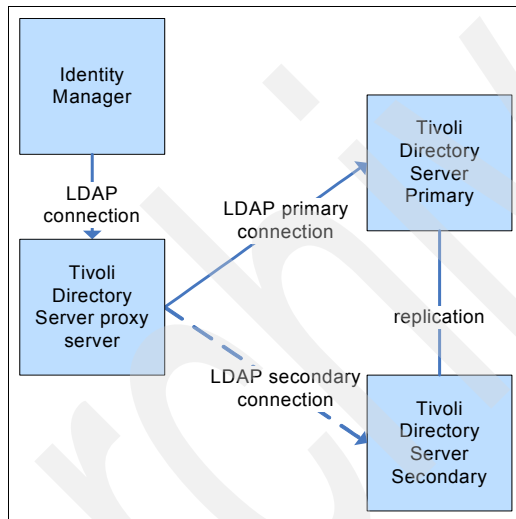 Identity
Manager
LDAP
connection
Tivoli
Directory
Server proxy
server
LDAP primary
connection
Tivoli
Directory
Server
Primary
replication
LDAP secondary
connection
Tivoli
Directory
Server
Secondary